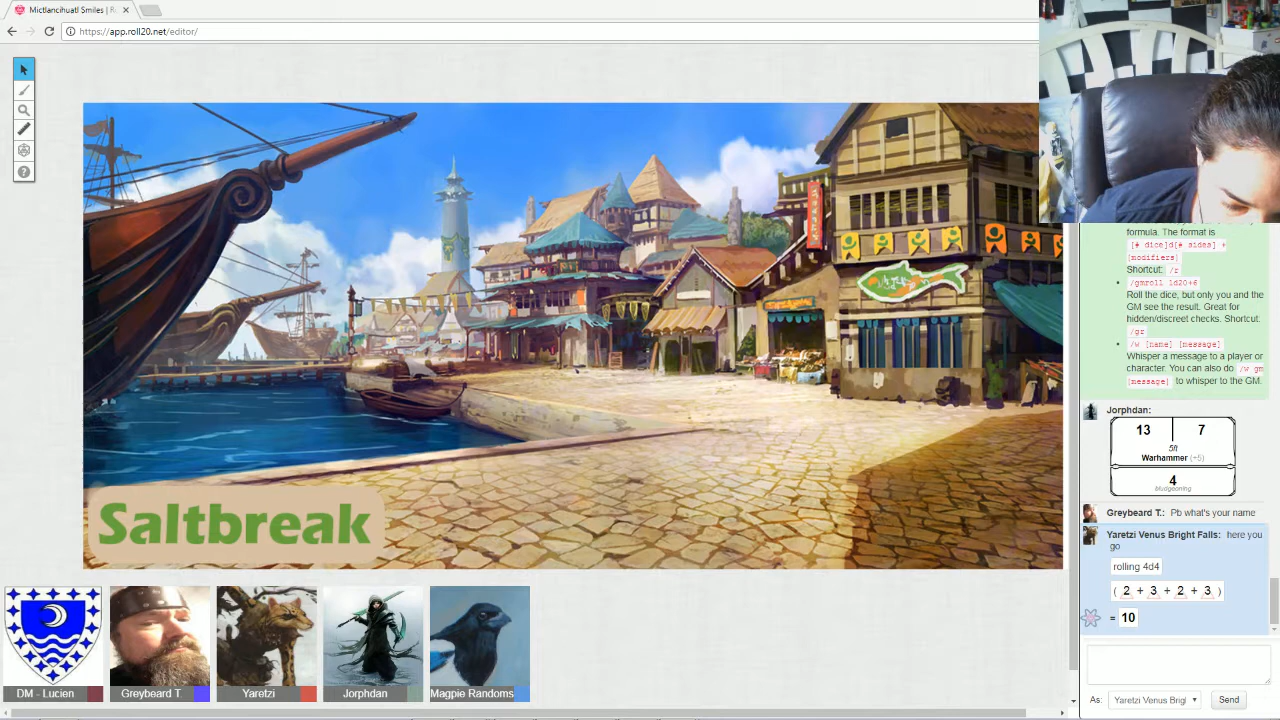 Mictlancihuatl Smiles | R
https://app.roll20.net/editor/
formula. The format is
[# dice]d[# sides] +
[modifiers]
Shortcut: /r
/gmroll 1d20+6
Roll the dice, but only you and the
GM see the result. Great for
hidden/discreet checks. Shortcut:
/gr
/w [name] [message]
Whisper a message to a player or
character. You can also do /w gm
[message] to whisper to the GM.
Jorphdan:
13 7
5ft
Warhammer (+5)
4
bludgeoning
Greybeard T.: Pb what's your name
Yaretzi Venus Bright Falls: here you
go
rolling 4d4
( 2 + 3 + 2 + 3 )
= 10
As: Yaretzi Venus Brigl Send
Saltbreak
DM - Lucien Greybeard T. Yaretzi Jorphdan Magpie Randoms